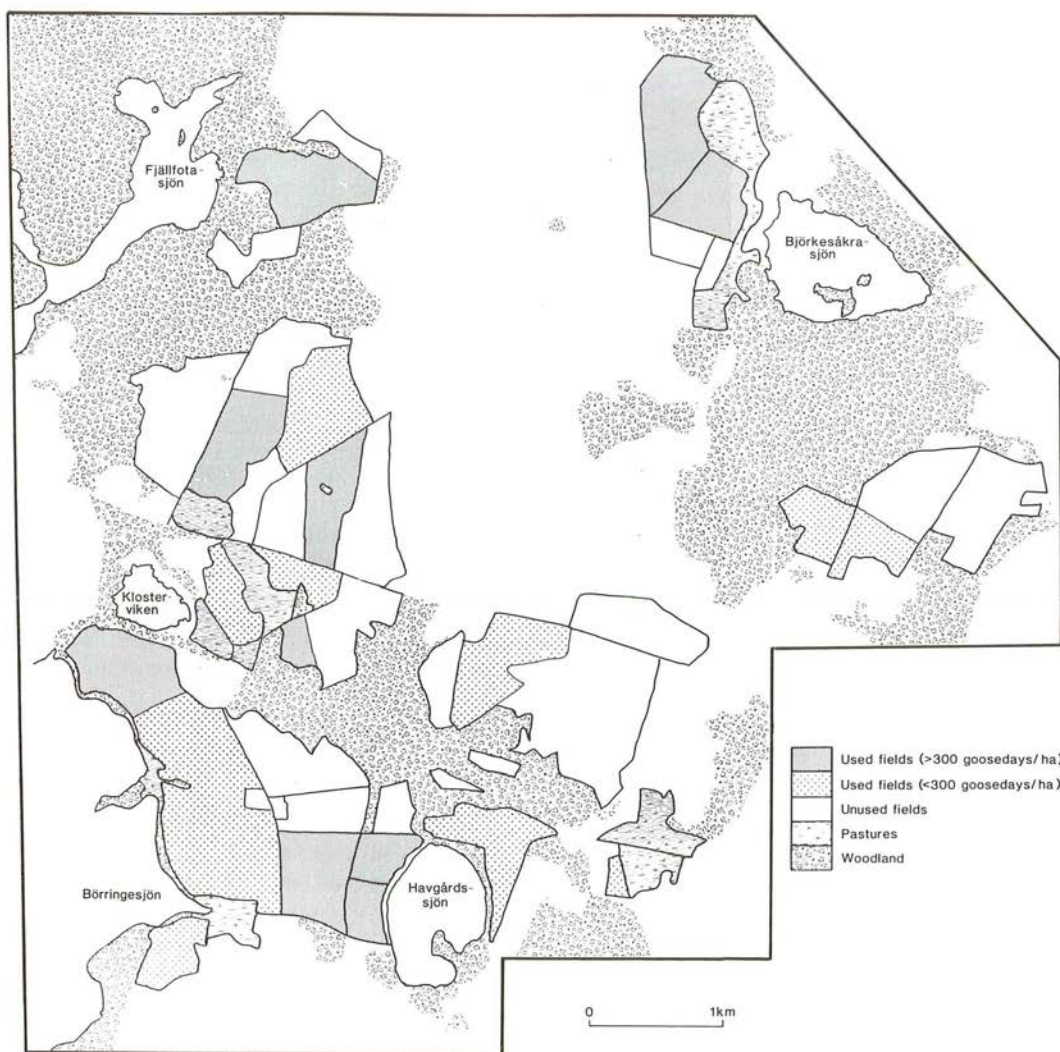 Fjällfota-
sjön
Björkesåkra-
sjön
Kloster-
viken
Börringesjön
Havgårds-
sjön
Used fields (>300 goosedays/ha)
Used fields (<300 goosedays/ha)
Unused fields
Pastures
Woodland
0 1km